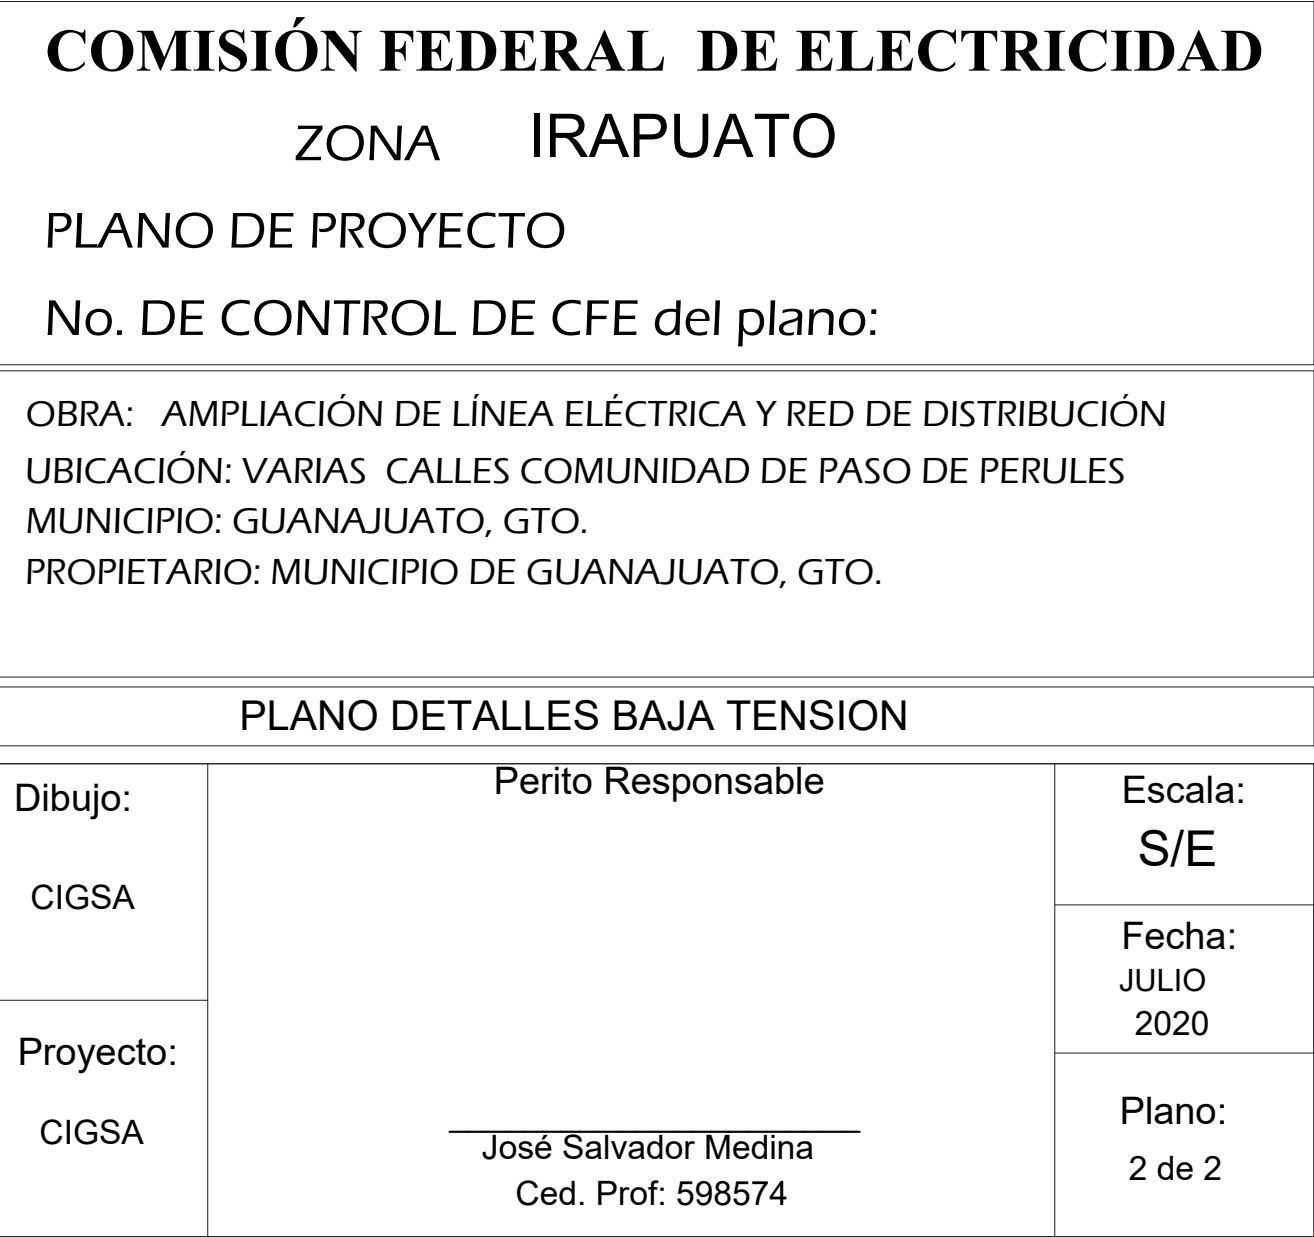 COMISIÓN FEDERAL DE ELECTRICIDAD
ZONA IRAPUATO
PLANO DE PROYECTO
No. DE CONTROL DE CFE del plano:
OBRA: AMPLIACIÓN DE LÍNEA ELÉCTRICA Y RED DE DISTRIBUCIÓN
UBICACIÓN: VARIAS CALLES COMUNIDAD DE PASO DE PERULES
MUNICIPIO: GUANAJUATO, GTO.
PROPIETARIO: MUNICIPIO DE GUANAJUATO, GTO.
PLANO DETALLES BAJA TENSION
Dibujo:
CIGSA
Proyecto:
CIGSA
Perito Responsable
José Salvador Medina
Ced. Prof: 598574
Escala:
S/E
Fecha:
JULIO
2020
Plano:
2 de 2